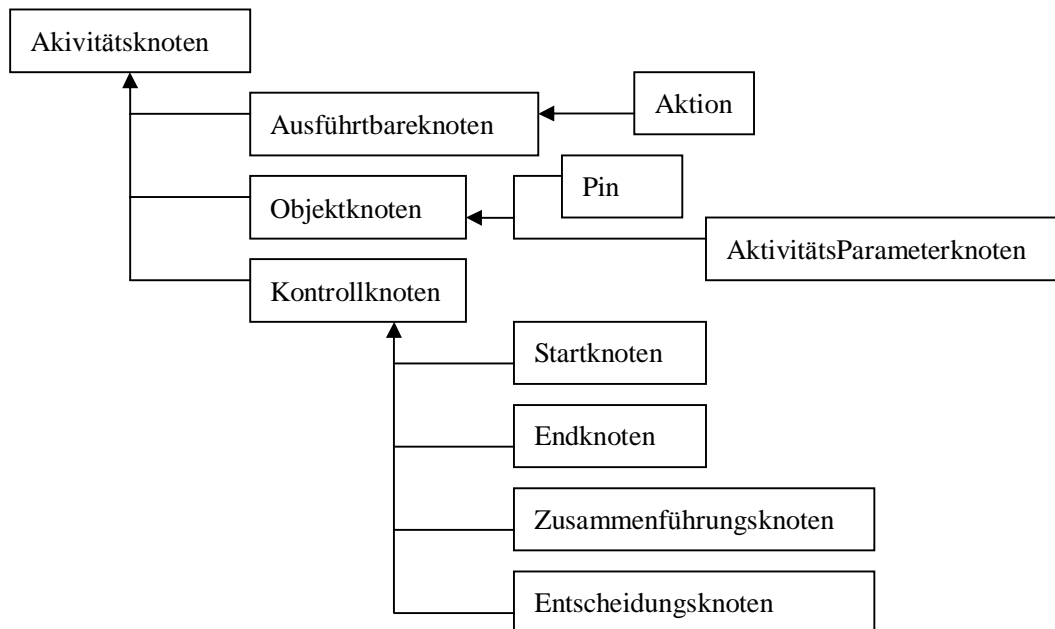 Akivitätsknoten
Ausführtbareknoten
Aktion
Objektknoten
Pin
AktivitätsParameterknoten
Kontrollknoten
Startknoten
Endknoten
Zusammenführungsknoten
Entscheidungsknoten